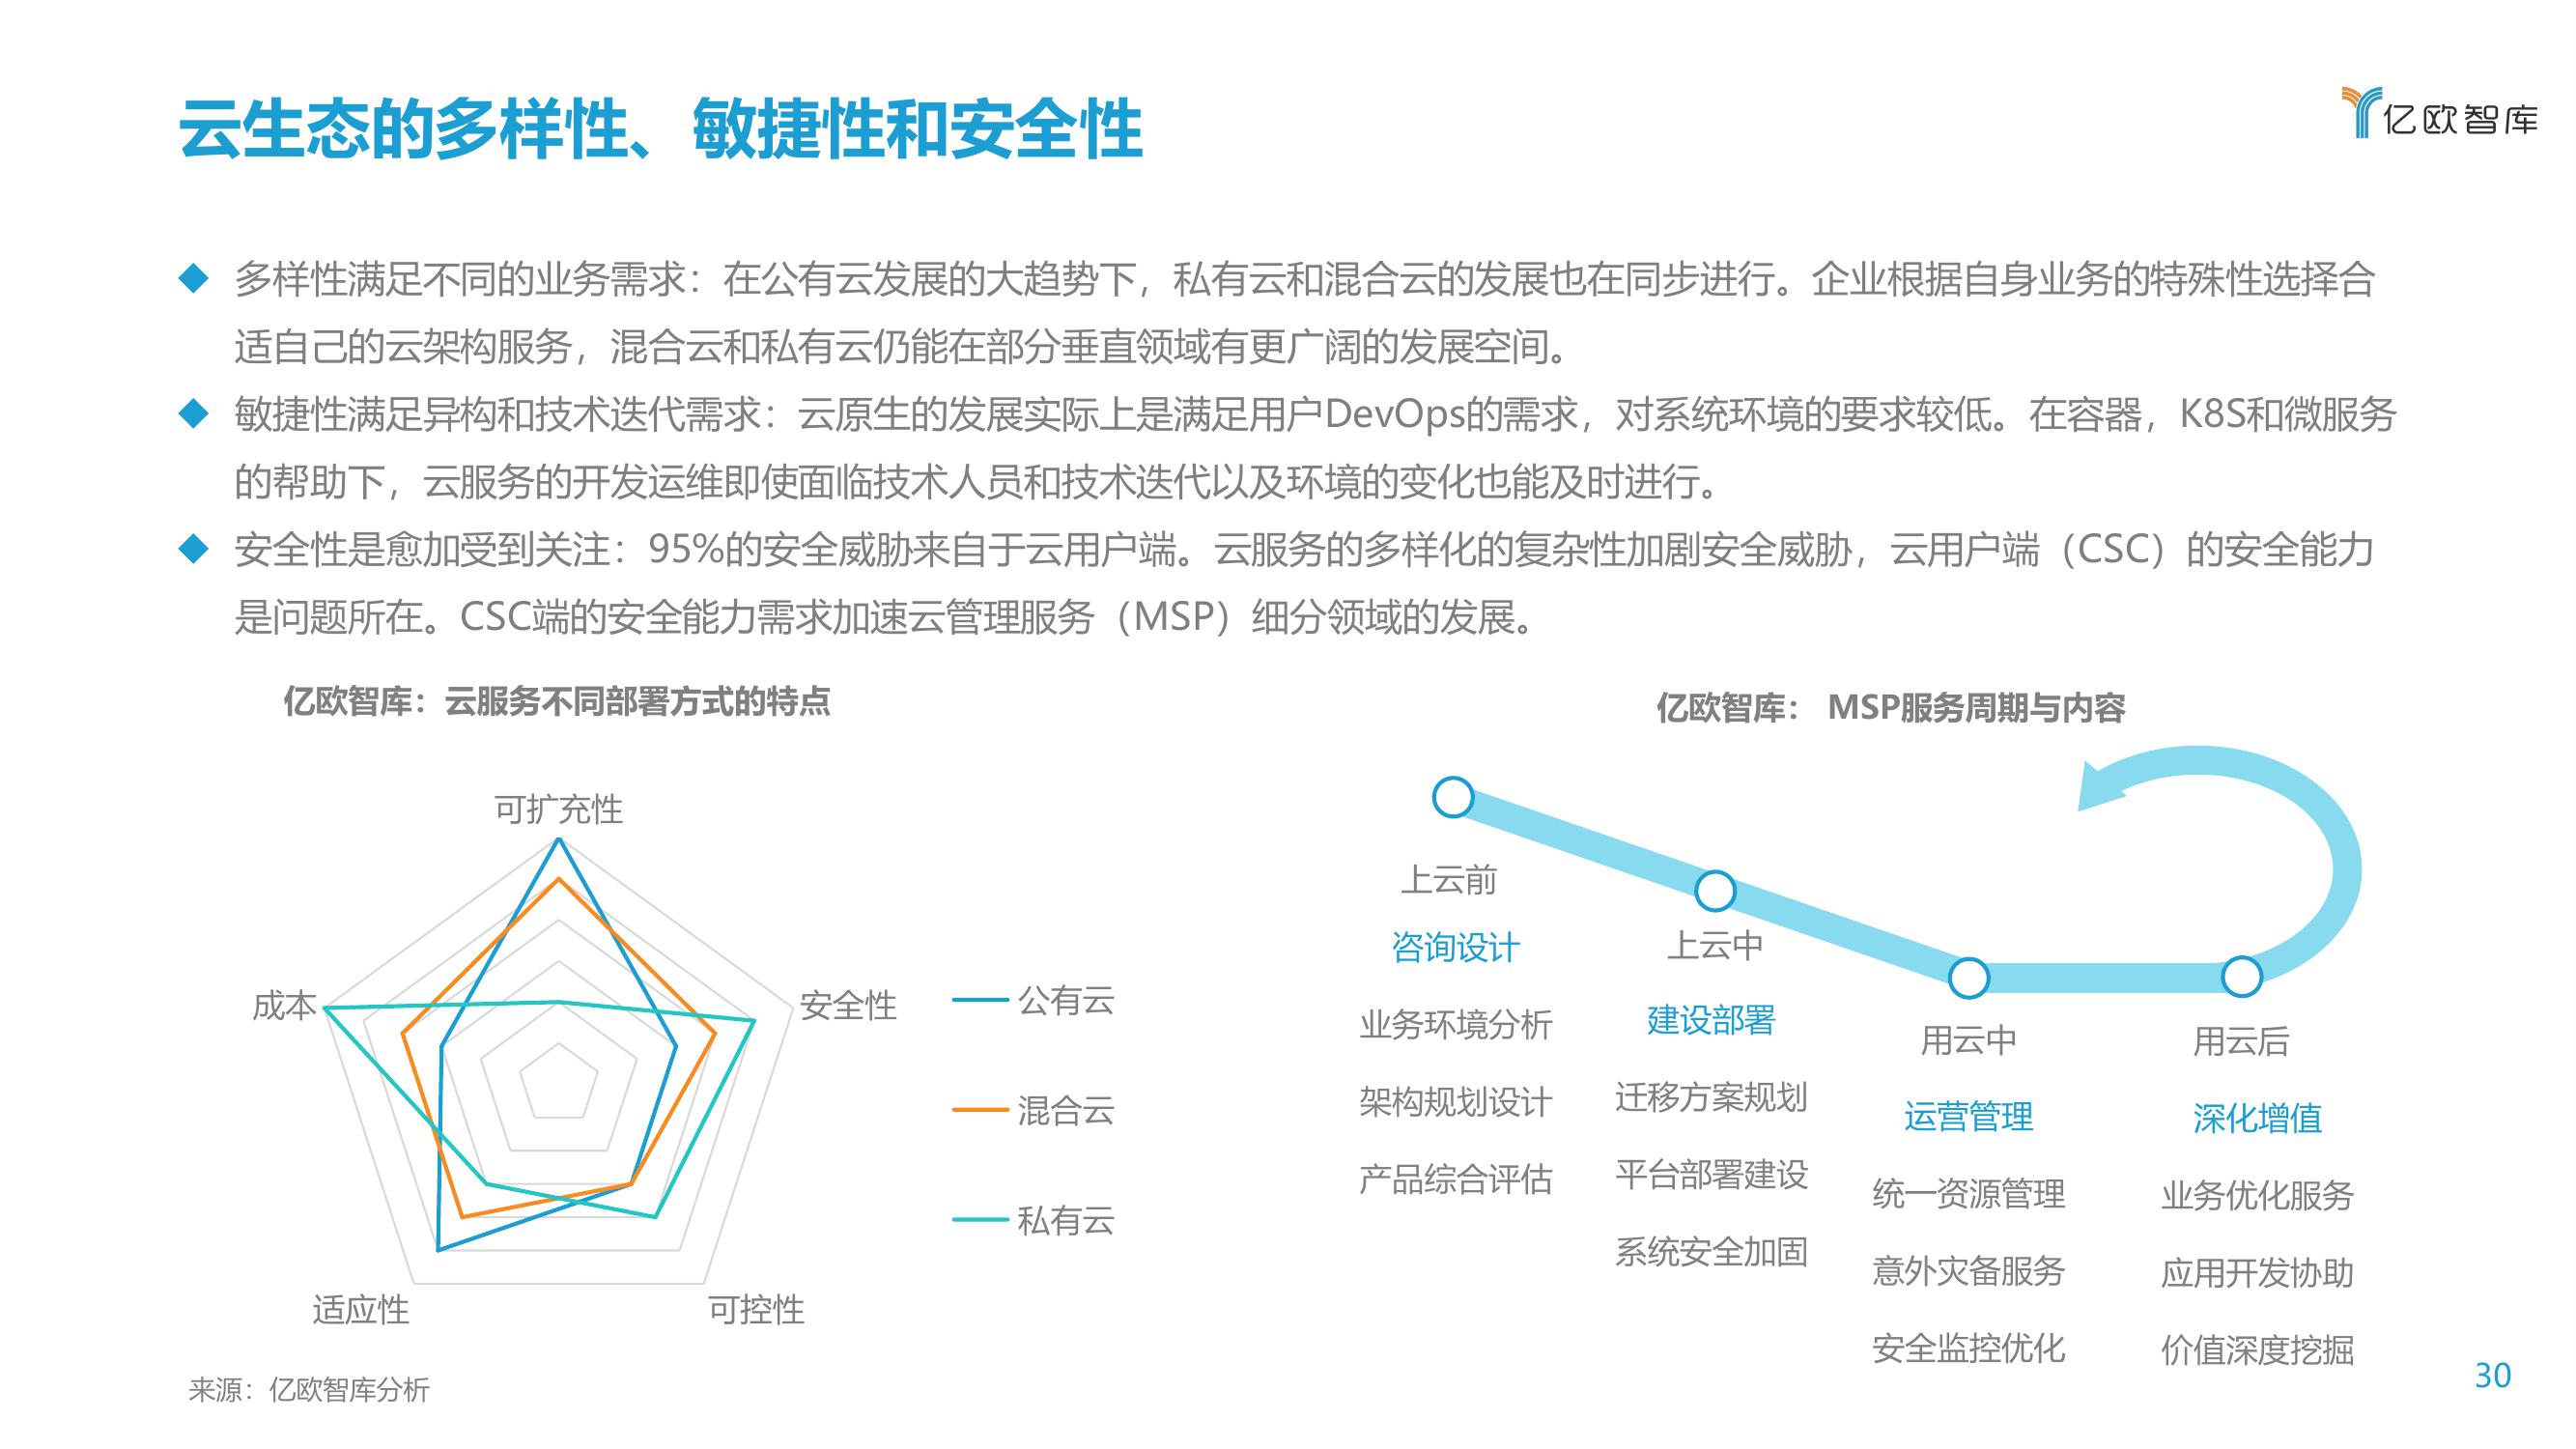 云生态的多样性、敏捷性和安全性
亿欧智库
多样性满足不同的业务需求：在公有云发展的大趋势下，私有云和混合云的发展也在同步进行。企业根据自身业务的特殊性选择合
适自己的云架构服务，混合云和私有云仍能在部分垂直领域有更广阔的发展空间。
敏捷性满足异构和技术迭代需求：云原生的发展实际上是满足用户DevOps的需求，对系统环境的要求较低。在容器，K8S和微服务
的帮助下，云服务的开发运维即使面临技术人员和技术迭代以及环境的变化也能及时进行。
安全性是愈加受到关注：95%的安全威胁来自于云用户端。云服务的多样化的复杂性加剧安全威胁，云用户端（CSC）的安全能力
是问题所在。CSC端的安全能力需求加速云管理服务（MSP）细分领域的发展。
亿欧智库：云服务不同部署方式的特点
可扩充性
成本
安全性
适应性
可控性
公有云
混合云
私有云
亿欧智库： MSP服务周期与内容
上云前
咨询设计
业务环境分析
架构规划设计
产品综合评估
上云中
建设部署
迁移方案规划
平台部署建设
系统安全加固
用云中
运营管理
统一资源管理
意外灾备服务
安全监控优化
用云后
深化增值
业务优化服务
应用开发协助
价值深度挖掘
来源：亿欧智库分析
30